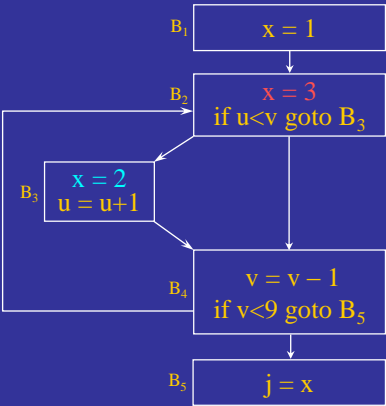 B1
x = 1
B2
x = 3
if u<v goto B3
B3
x = 2
u = u+1
B4
v = v – 1
if v<9 goto B5
B5
j = x